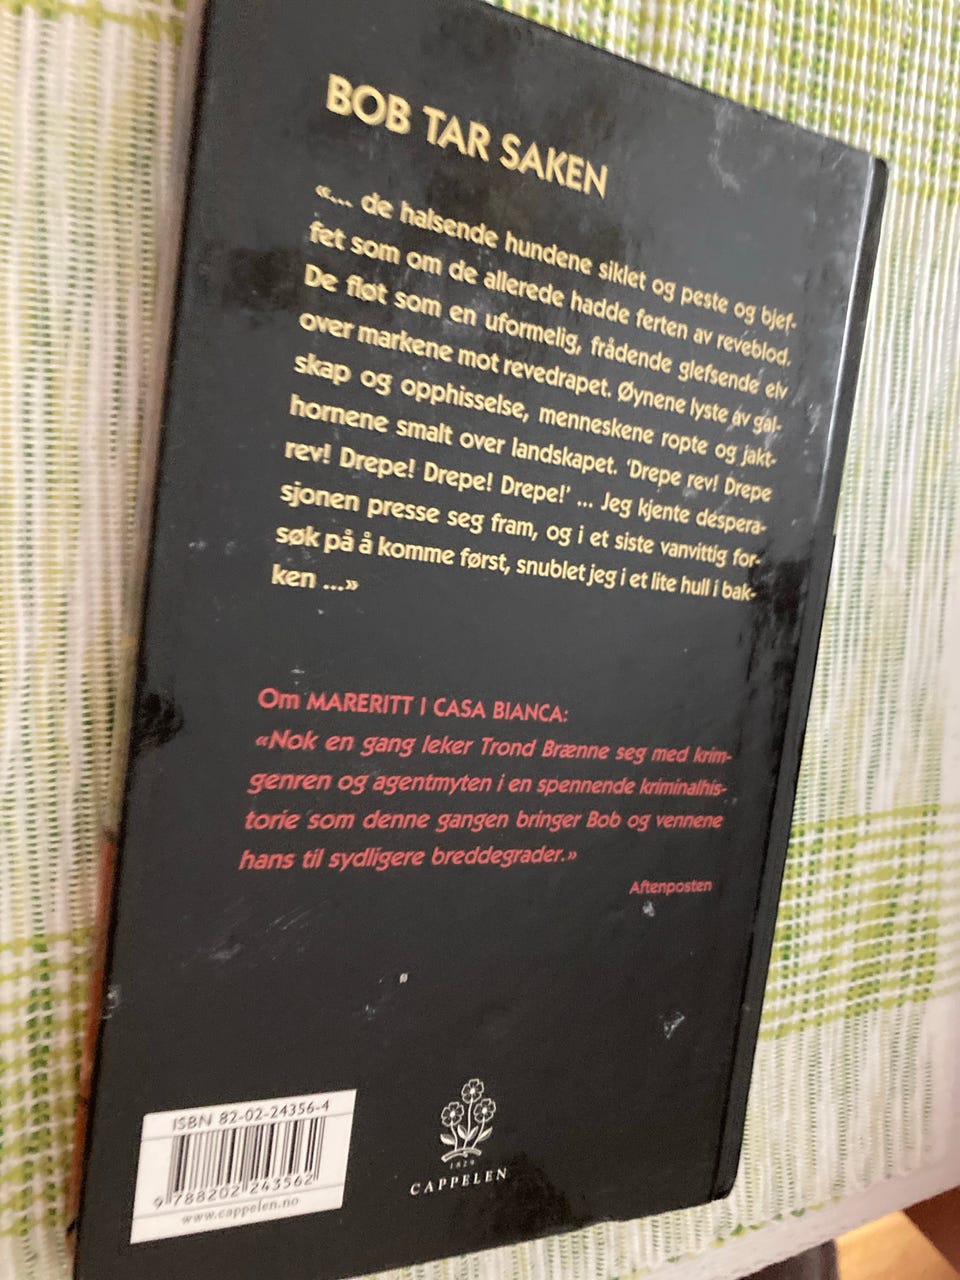 BOB TAR SAKEN
«... de halsende hundene siklet og peste og bjef-
fet som om de allerede hadde ferten av reveblod.
De fløt som en uformelig, frådende glefsende elv
over markene mot revedrapet. Øynene lyste av gal-
skap og opphisselse, menneskene ropte og jakt-
hornene smalt over landskapet. 'Drepe rev! Drepe
rev! Drepe! Drepe! Drepe!' ... Jeg kjente despera-
sjonen presse seg fram, og i et siste vanvittig for-
søk på å komme først, snublet jeg i et lite hull i bak-
ken ...»
Om MARERITT I CASA BIANCA:
«Nok en gang leker Trond Brænne seg med krim-
genren og agentmyten i en spennende kriminalhis-
torie som denne gangen bringer Bob og vennene
hans til sydligere breddegrader.»
Aftenposten
ISBN 82-02-24356-4
9 788202 243562
www.cappelen.no
1829
CAPPELEN